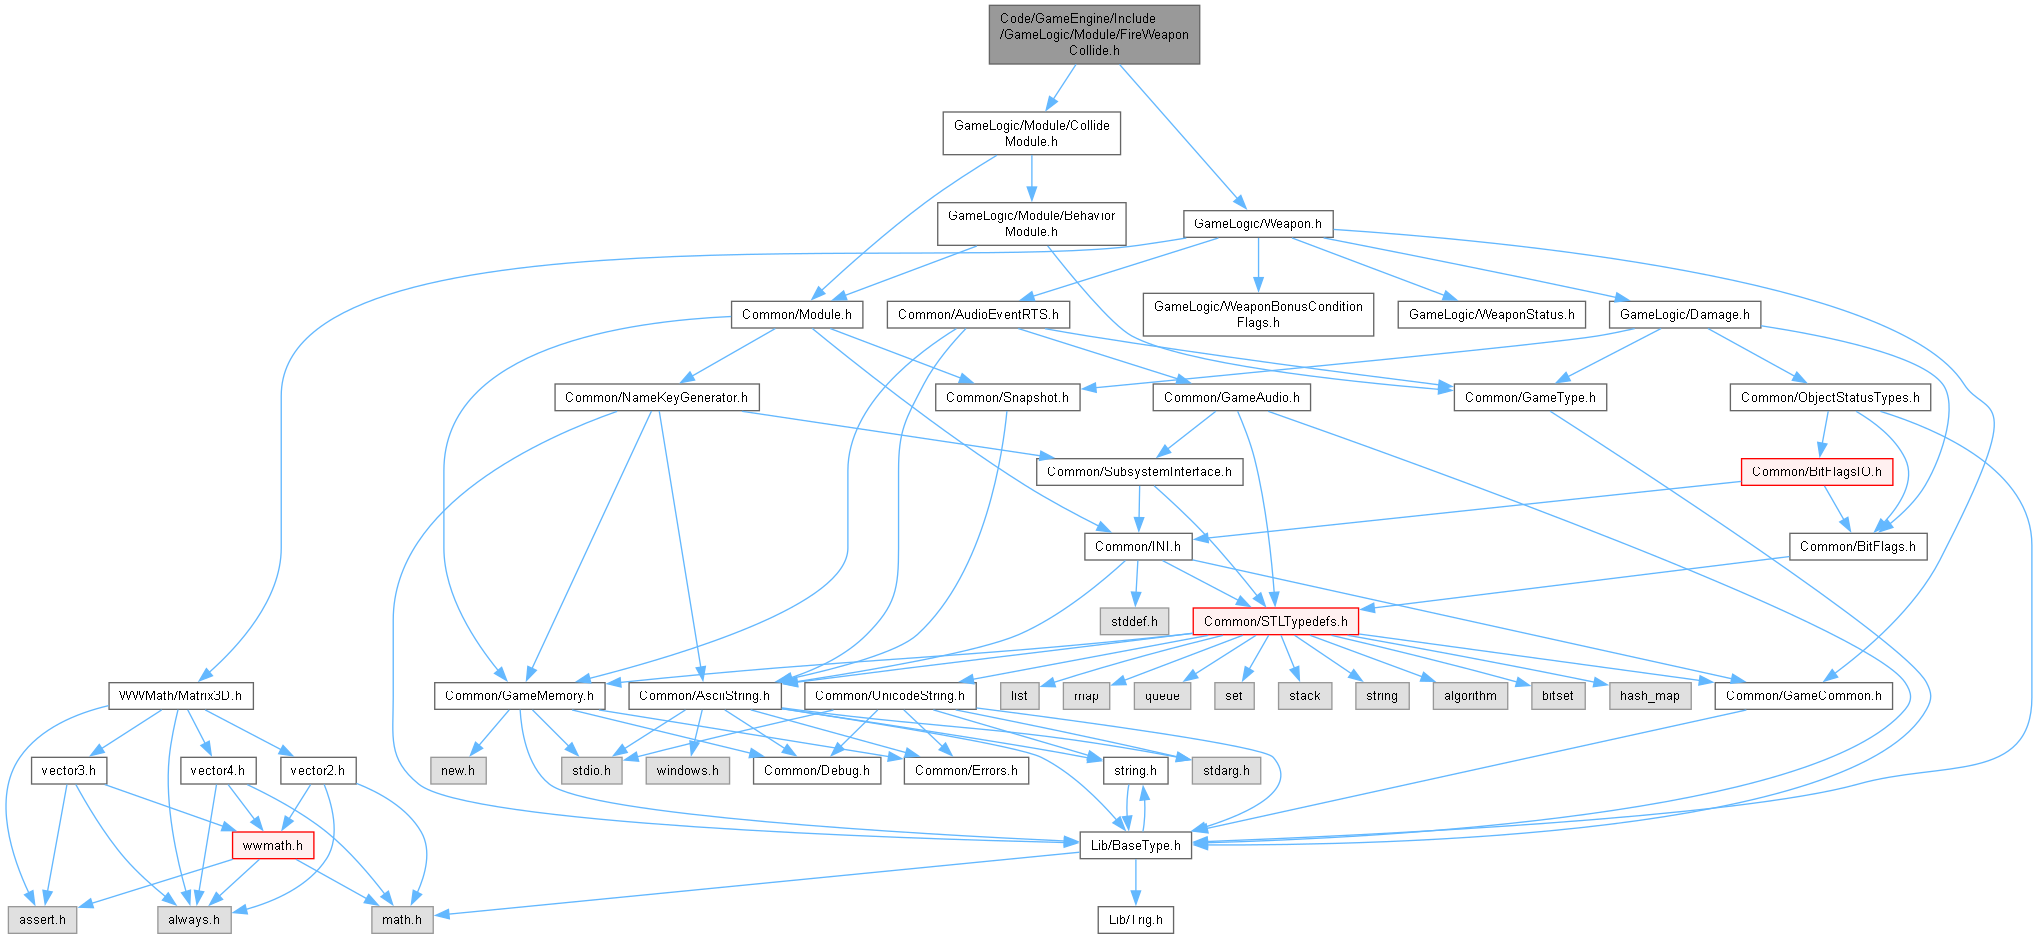 Code/GameEngine/Include
/GameLogic/Module/FireWeapon
Collide.h
GameLogic/Module/Collide
Module.h
GameLogic/Module/Behavior
Module.h
GameLogic/Weapon.h
Common/Module.h
Common/AudioEventRTS.h
GameLogic/WeaponBonusCondition
Flags.h
GameLogic/WeaponStatus.h
GameLogic/Damage.h
Common/NameKeyGenerator.h
Common/Snapshot.h
Common/GameAudio.h
Common/GameType.h
Common/ObjectStatusTypes.h
Common/SubsystemInterface.h
Common/BitFlagsIO.h
Common/INI.h
Common/BitFlags.h
stddef.h
Common/STLTypedefs.h
WWMath/Matrix3D.h
Common/GameMemory.h
Common/AsciiString.h
Common/UnicodeString.h
list
map
queue
set
stack
string
algorithm
bitset
hash_map
Common/GameCommon.h
vector3.h
vector4.h
vector2.h
new.h
stdio.h
windows.h
Common/Debug.h
Common/Errors.h
string.h
stdarg.h
wwmath.h
Lib/BaseType.h
assert.h
always.h
math.h
Lib/Trig.h